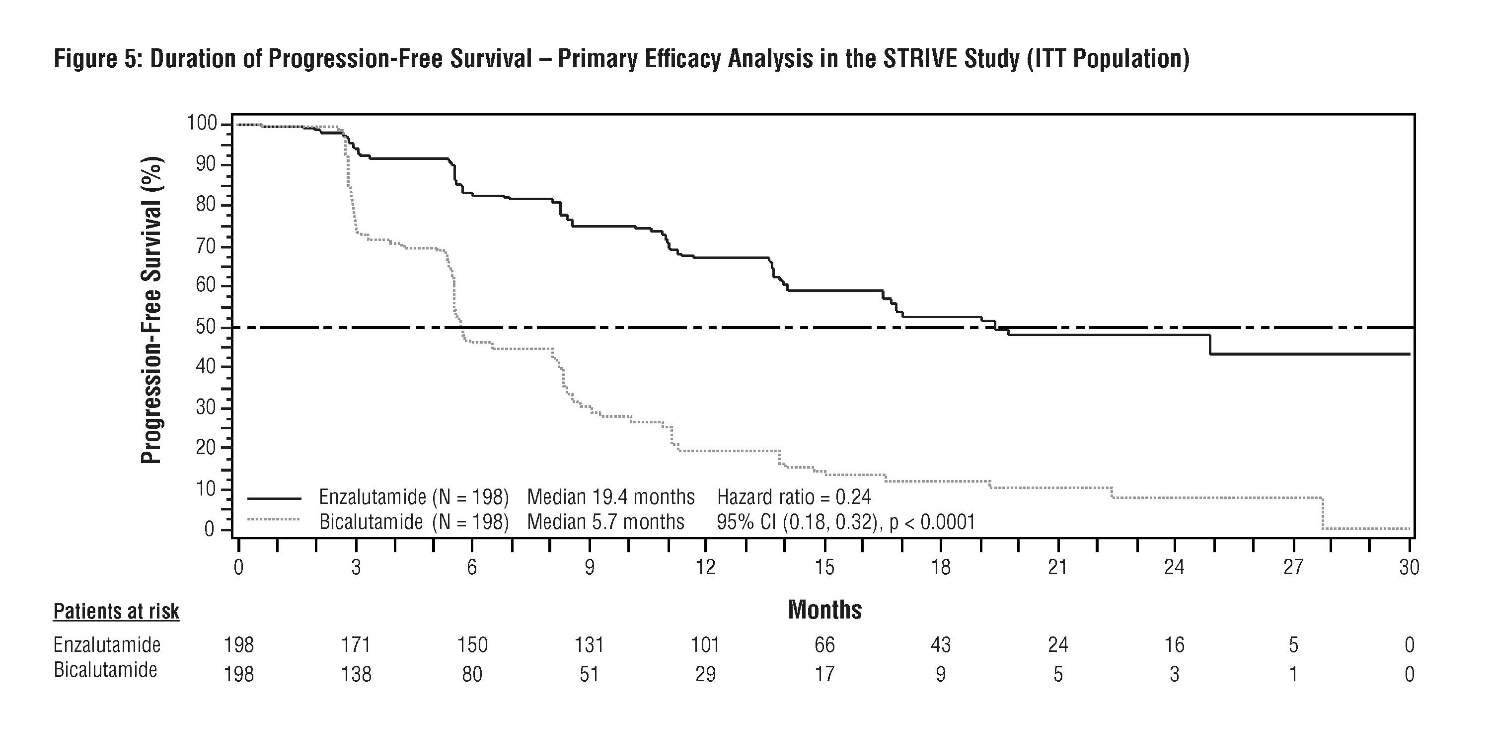 Figure 5: Duration of Progression-Free Survival – Primary Efficacy Analysis in the STRIVE Study (ITT Population)
Progression-Free Survival (%)
100
90
80
70
60
50
40
30
20
10
0
Enzalutamide (N = 198) Median 19.4 months Hazard ratio = 0.24
Bicalutamide (N = 198) Median 5.7 months 95% CI (0.18, 0.32), p < 0.0001
0 3 6 9 12 15 18 21 24 27 30
Months
Patients at risk
Enzalutamide 198 171 150 131 101 66 43 24 16 5 0
Bicalutamide 198 138 80 51 29 17 9 5 3 1 0